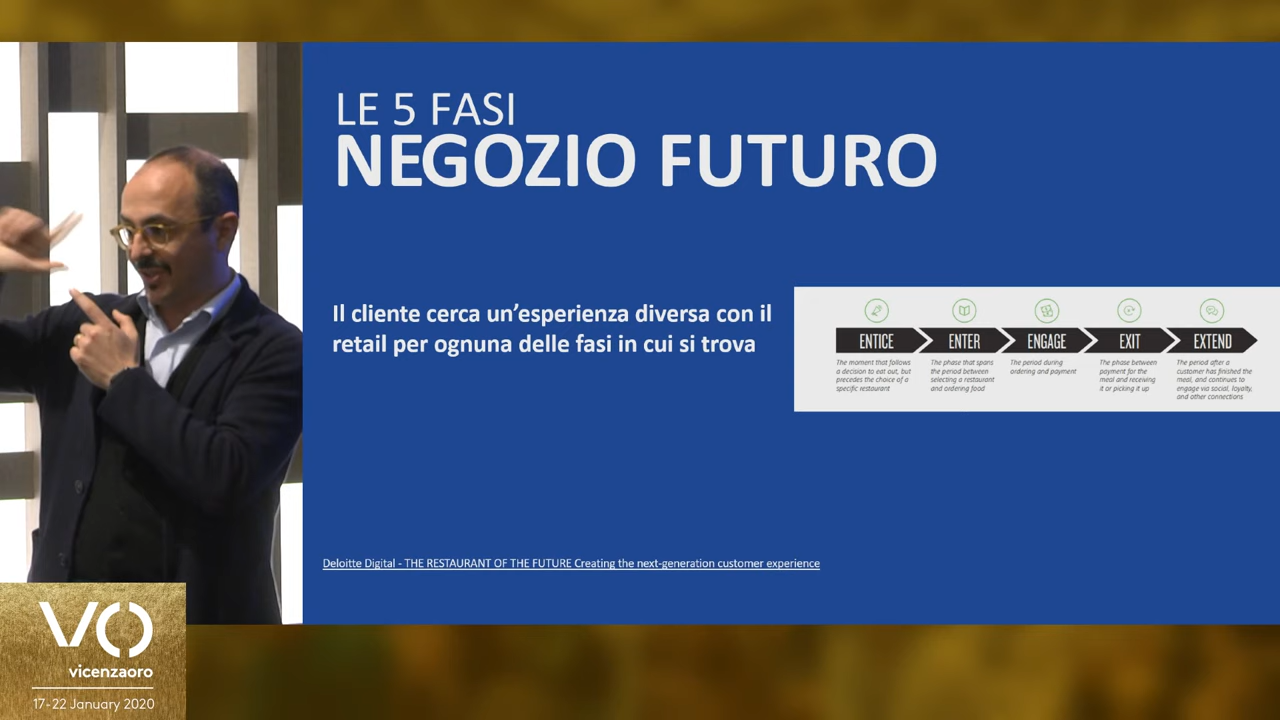 LE 5 FASI
NEGOZIO FUTURO
Il cliente cerca un'esperienza diversa con il
retail per ognuna delle fasi in cui si trova
ENTICE
The moment that follows
a decision to eat out, but
precedes the choice of a
specific restaurant
ENTER
The phase that spans
the period between
selecting a restaurant
and ordering food
ENGAGE
The period during
ordering and payment
EXIT
The phase between
payment for the
meal and receiving
it or picking it up
EXTEND
The period after a
customer has finished the
meal, and continues to
engage via social, loyalty,
and other connections
Deloitte Digital - THE RESTAURANT OF THE FUTURE Creating the next-generation customer experience
VO
vicenzaoro
17-22 January 2020